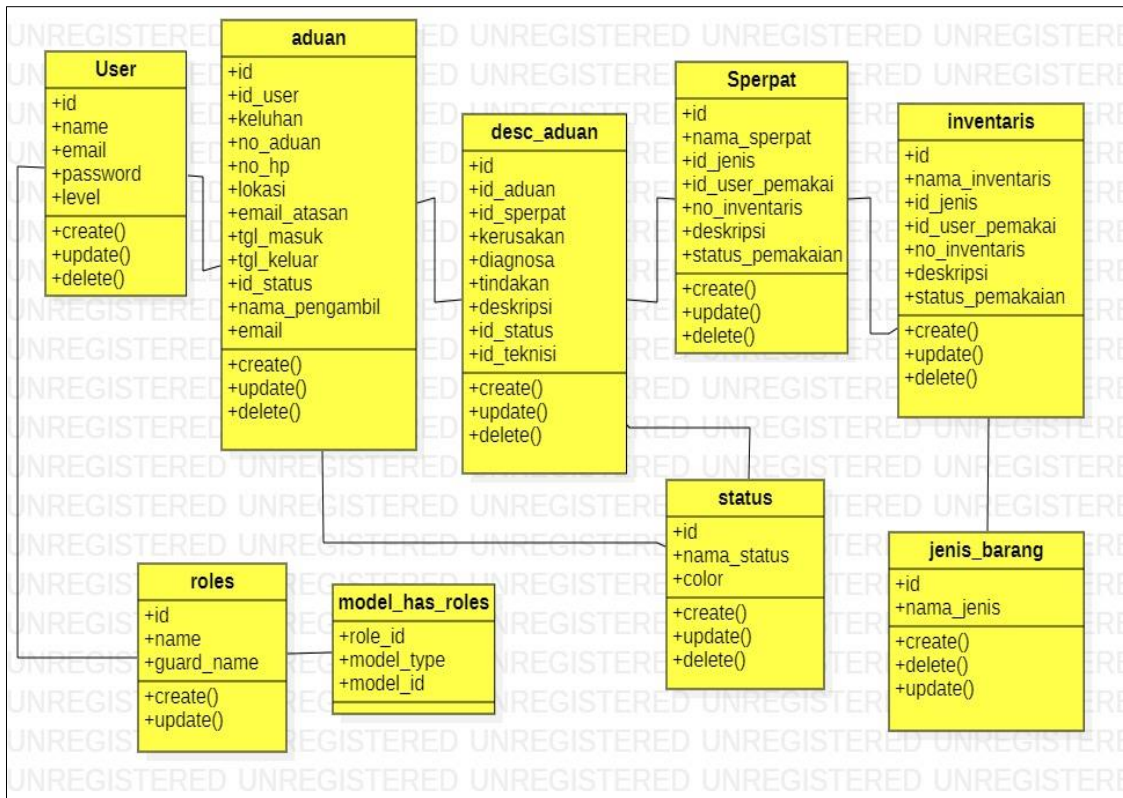 User
+id
+name
+email
+password
+level
+create()
+update()
+delete()
aduan
+id
+id_user
+keluhan
+no_aduan
+no_hp
+lokasi
+email_atasan
+tgl_masuk
+tgl_keluar
+id_status
+nama_pengambil
+email
+create()
+update()
+delete()
desc_aduan
+id
+id_aduan
+id_sperpat
+kerusakan
+diagnosa
+tindakan
+deskripsi
+id_status
+id_teknisi
+create()
+update()
+delete()
Sperpat
+id
+nama_sperpat
+id_jenis
+id_user_pemakai
+no_inventaris
+deskripsi
+status_pemakaian
+create()
+update()
+delete()
inventaris
+id
+nama_inventaris
+id_jenis
+id_user_pemakai
+no_inventaris
+deskripsi
+status_pemakaian
+create()
+update()
+delete()
roles
+id
+name
+guard_name
+create()
+update()
model_has_roles
+role_id
+model_type
+model_id
status
+id
+nama_status
+color
+create()
+update()
+delete()
jenis_barang
+id
+nama_jenis
+create()
+delete()
+update()
UNREGISTERED UNREGISTERED UNREGISTERED UNREGISTERED